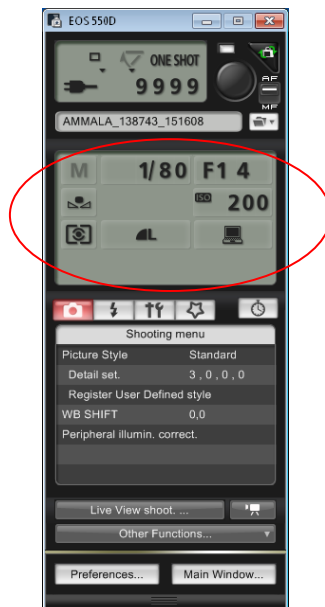 EOS 550D
ONE SHOT
9999
AF
MF
AMMALA_138743_151608
M 1/80 F14
ISO 200
L
Shooting menu
Picture Style Standard
Detail set. 3 , 0 , 0 , 0
Register User Defined style
WB SHIFT 0,0
Peripheral illumin. correct.
Live View shoot. ...
Other Functions...
Preferences... Main Window...